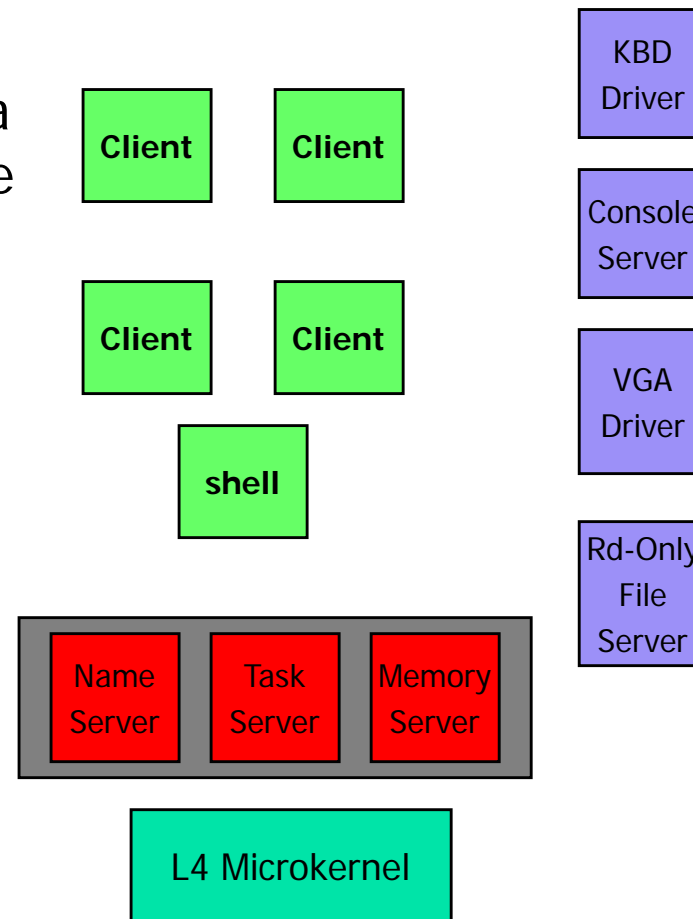 a
e
Client Client
Client Client
shell
Name Server
Task Server
Memory Server
L4 Microkernel
KBD
Driver
Console
Server
VGA
Driver
Rd-Only
File
Server